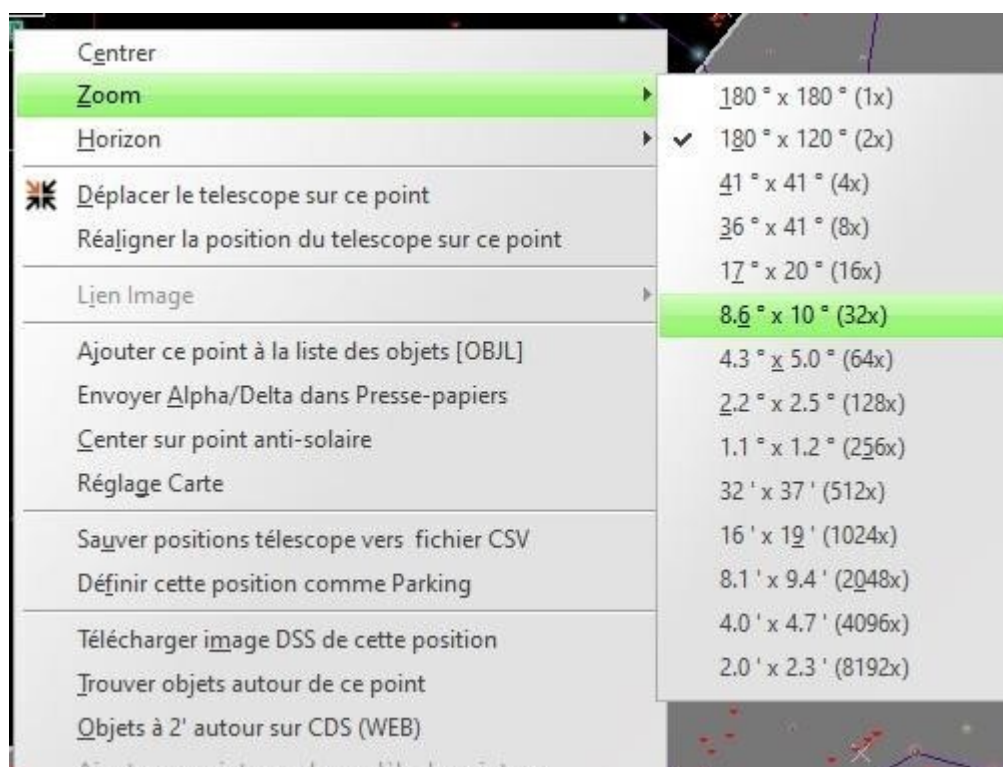 Centrer
Zoom
Horizon
Déplacer le telescope sur ce point
Réaligner la position du telescope sur ce point
Lien Image
Ajouter ce point à la liste des objets [OBJL]
Envoyer Alpha/Delta dans Presse-papiers
Center sur point anti-solaire
Réglage Carte
Sauver positions télescope vers fichier CSV
Définir cette position comme Parking
Télécharger image DSS de cette position
Trouver objets autour de ce point
Objets à 2' autour sur CDS (WEB)
180 ° x 180 ° (1x)
180 ° x 120 ° (2x)
41 ° x 41 ° (4x)
36 ° x 41 ° (8x)
17 ° x 20 ° (16x)
8.6 ° x 10 ° (32x)
4.3 ° x 5.0 ° (64x)
2.2 ° x 2.5 ° (128x)
1.1 ° x 1.2 ° (256x)
32 ' x 37 ' (512x)
16 ' x 19 ' (1024x)
8.1 ' x 9.4 ' (2048x)
4.0 ' x 4.7 ' (4096x)
2.0 ' x 2.3 ' (8192x)